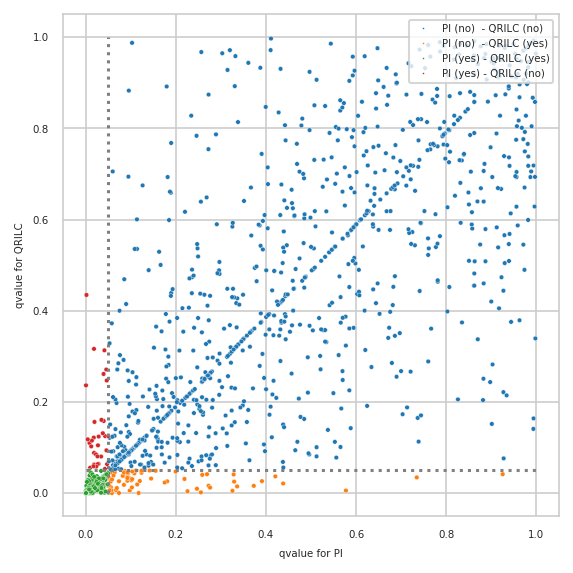 PI (no)  - QRILC (no)
PI (no)  - QRILC (yes)
PI (yes) - QRILC (yes)
PI (yes) - QRILC (no)
1.0
0.8
0.6
0.4
0.2
0.0
qvalue for QRILC
0.0 0.2 0.4 0.6 0.8 1.0
qvalue for PI